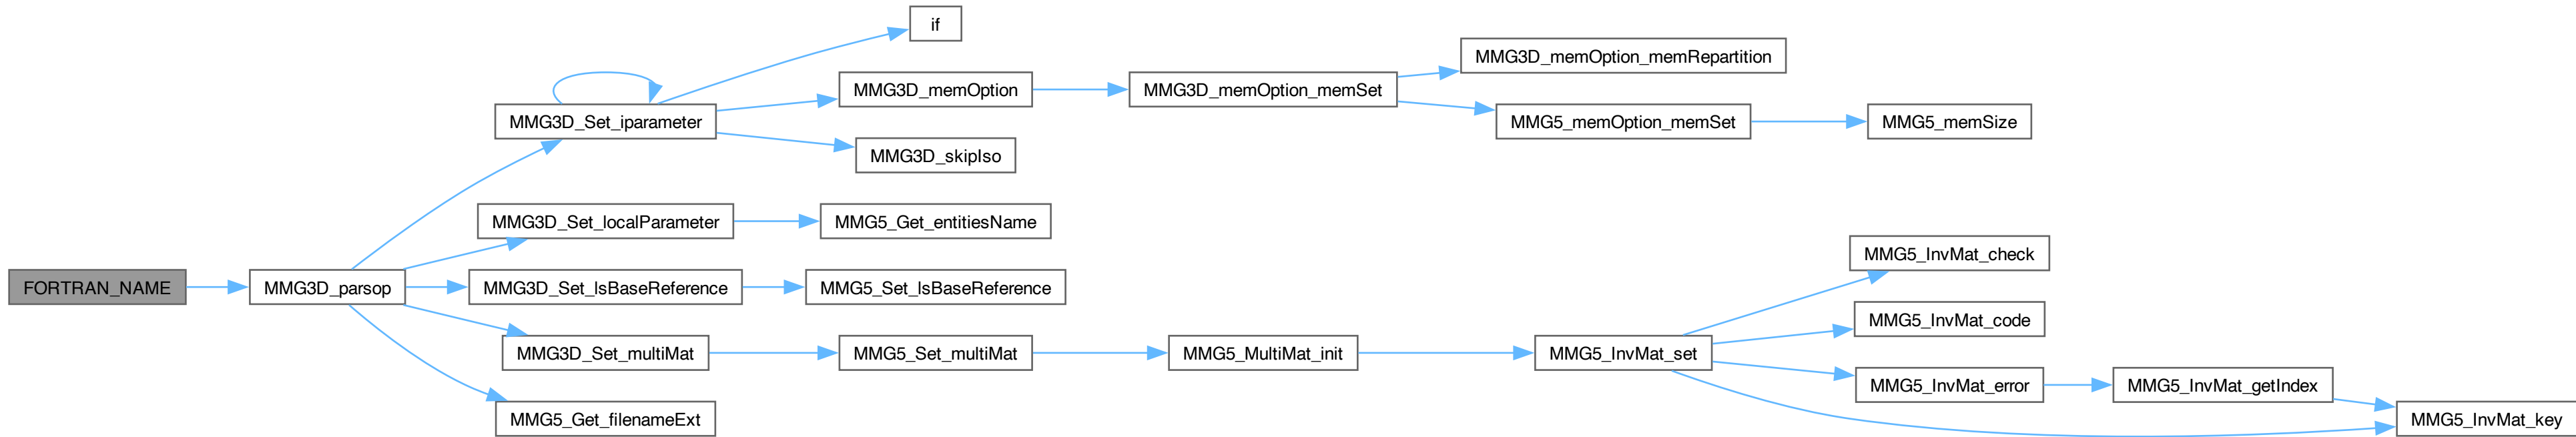 if
MMG3D_memOption_memRepartition
MMG3D_memOption
MMG3D_memOption_memSet
MMG3D_Set_iparameter
MMG5_memOption_memSet
MMG5_memSize
MMG3D_skipIso
MMG3D_Set_localParameter
MMG5_Get_entitiesName
MMG5_InvMat_check
FORTRAN_NAME
MMG3D_parsop
MMG3D_Set_lsBaseReference
MMG5_Set_lsBaseReference
MMG5_InvMat_code
MMG3D_Set_multiMat
MMG5_Set_multiMat
MMG5_MultiMat_init
MMG5_InvMat_set
MMG5_InvMat_error
MMG5_InvMat_getIndex
MMG5_Get_filenameExt
MMG5_InvMat_key